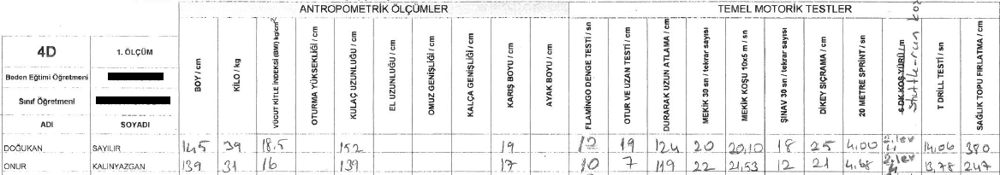 ANTROPOMETRİK ÖLÇÜMLER TEMEL MOTORİK TESTLER
4D 1. ÖLÇÜM
Beden Eğitimi Öğretmeni
Sınıf Öğretmeni
ADI SOYADI BOY / cm KİLO / kg VÜCUT KİTLE İNDEKSİ (BMI) kg/cm² OTURMA YÜKSEKLİĞİ / cm KULAÇ UZUNLUĞU / cm EL UZUNLUĞU / cm OMUZ GENİŞLİĞİ / cm KALÇA GENİŞLİĞİ / cm KARIŞ BOYU / cm AYAK BOYU / cm FLAMİNGO DENGE TESTİ / sn OTUR VE UZAN TESTİ / cm DURARAK UZUN ATLAMA / cm MEKİK 30 sn / tekrar sayısı MEKİK KOŞU 10x5 m / sn ŞINAV 30 sn / tekrar sayısı DİKEY SIÇRAMA / cm 20 METRE SPRİNT / sn 6 DK KOŞ YÜRÜ / m Shuttle-run koş T DRİLL TESTİ / sn SAĞLIK TOPU FIRLATMA / cm
DOĞUKAN SAYILIR 145 39 18.5 152 19 12 19 124 20 20,10 18 25 4,00 2.lev 14,06 380
ONUR KALINYAZGAN 139 31 16 139 17 10 7 119 22 21,53 12 21 4,68 2.lev 13,78 247